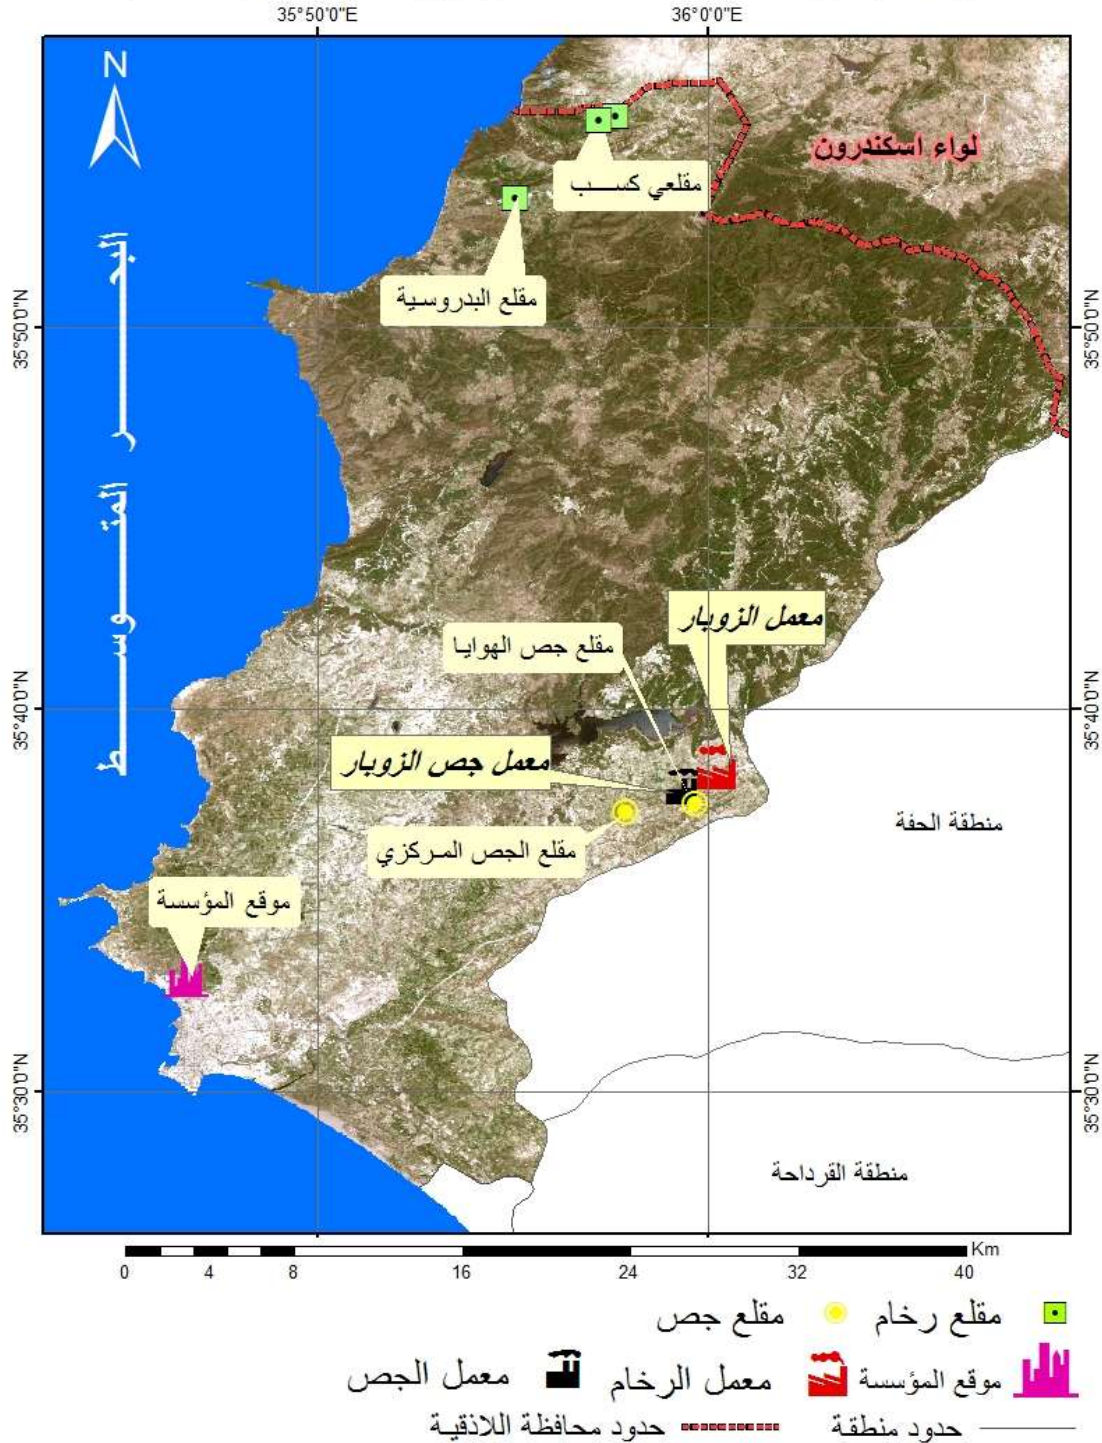 35°50'0"E
36°0'0"E
N
لواء اسكندرون
مقلعي كســـب
مقلع البدروسية
35°50'0"N
35°50'0"N
البحـــــــــر المتـــــــوســـــــط
معمل الزوبار
مقلع جص الهوايا
35°40'0"N
35°40'0"N
معمل جص الزوبار
منطقة الحفة
مقلع الجص المركزي
موقع المؤسسة
35°30'0"N
35°30'0"N
منطقة القرداحة
Km
0 4 8 16 24 32 40
مقلع رخام
مقلع جص
موقع المؤسسة
معمل الرخام
معمل الجص
حدود منطقة
حدود محافظة اللاذقية